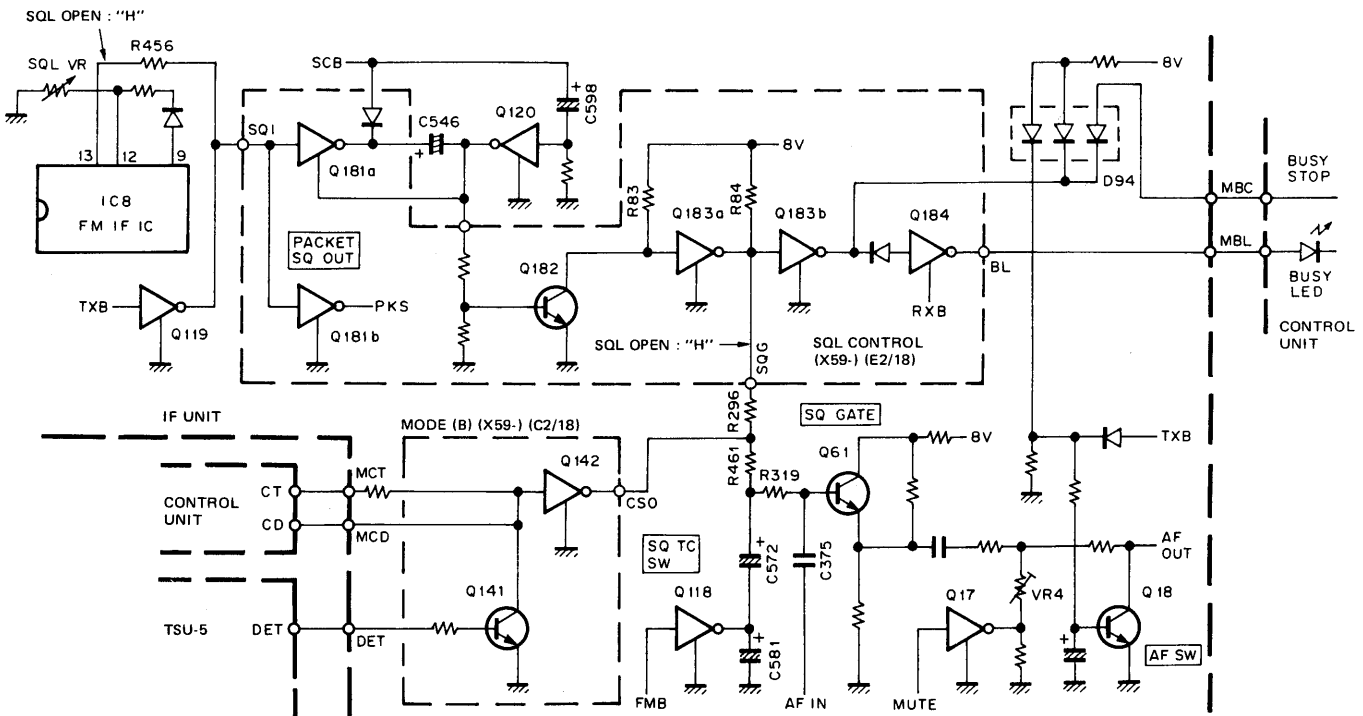 SQL OPEN : "H"
R456
SQL VR
13
12
9
IC8
FM IF IC
TXB
Q119
SCB
SQI
Q181a
C546
Q120
C598
PACKET
SQ OUT
Q181b
PKS
Q182
R83
R84
8V
Q183a
Q183b
Q184
RXB
BL
SQL OPEN : "H"
SQG
SQL CONTROL
(X59-) (E2/18)
8V
D94
MBC
BUSY
STOP
MBL
BUSY
LED
CONTROL
UNIT
IF UNIT
CONTROL
UNIT
CT
CD
MCT
MCD
TSU-5
DET
DET
MODE (B) (X59-) (C2/18)
Q142
CSO
Q141
R296
R461
R319
SQ GATE
Q61
8V
SQ TC
SW
C572
C375
Q118
C581
FMB
AF IN
MUTE
Q17
VR4
TXB
AF
OUT
Q18
AF SW